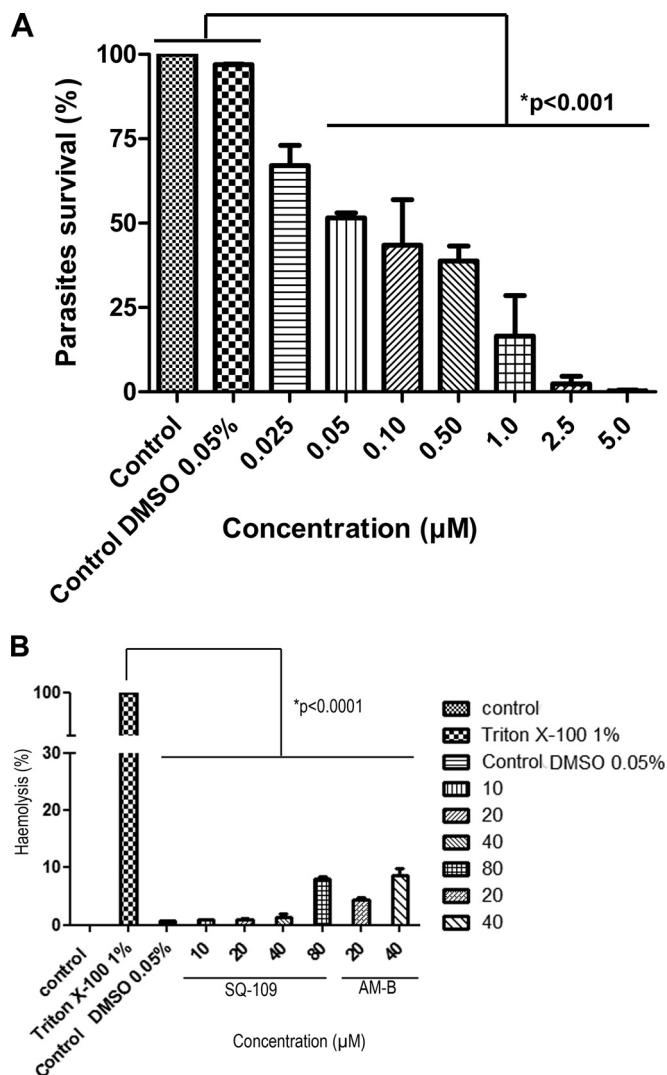 A
Parasites survival (%)
100
75
50
25
0
*p<0.001
Control
Control DMSO 0.05%
0.025
0.05
0.10
0.50
1.0
2.5
5.0
Concentration (µM)
B
Haemolysis (%)
100
30
20
10
0
*p<0.0001
control
Triton X-100 1%
Control DMSO 0.05%
10
20
40
80
20
40
SQ-109
AM-B
Concentration (µM)
control
Triton X-100 1%
Control DMSO 0.05%
10
20
40
80
20
40